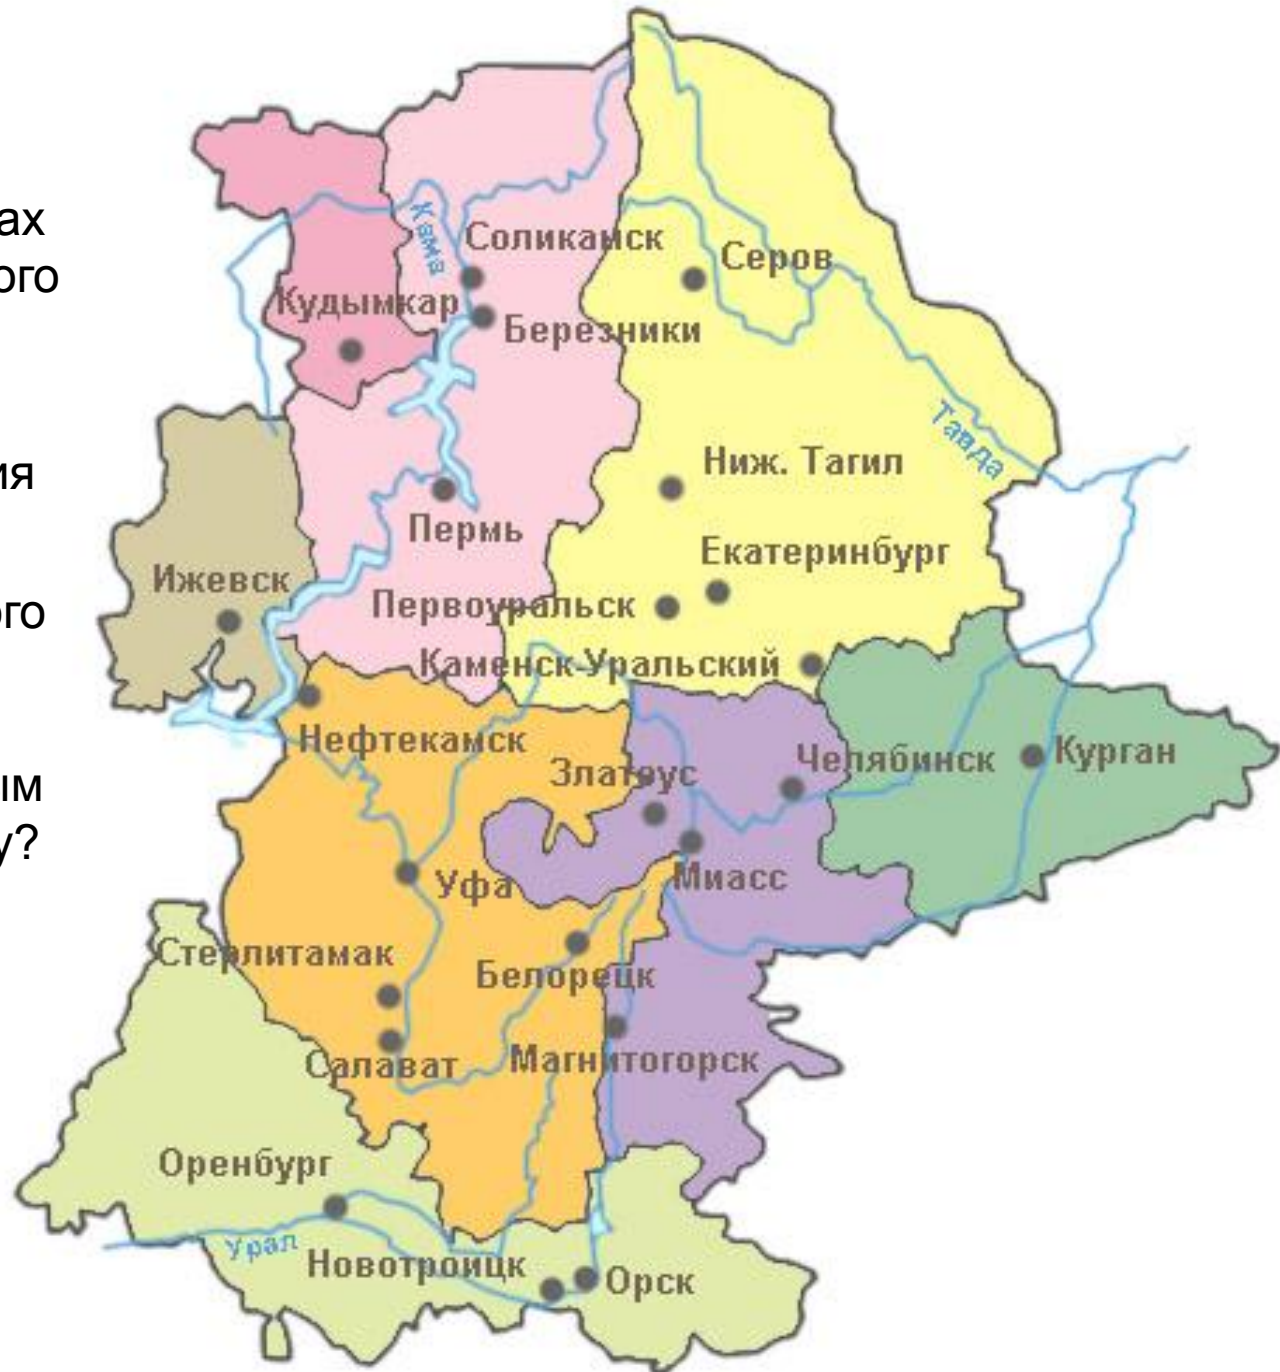 ах
ого
ия
ого
ым
у?
Кама
Соликамск
Серов
Кудымкар
Березники
Тавда
Ниж. Тагил
Пермь
Екатеринбург
Ижевск
Первоуральск
Каменск-Уральский
Нефтекамск
Златоус
Челябинск
Курган
Миасс
Уфа
Стерлитамак
Белорецк
Салават
Магнитогорск
Оренбург
Урал
Новотроицк
Орск